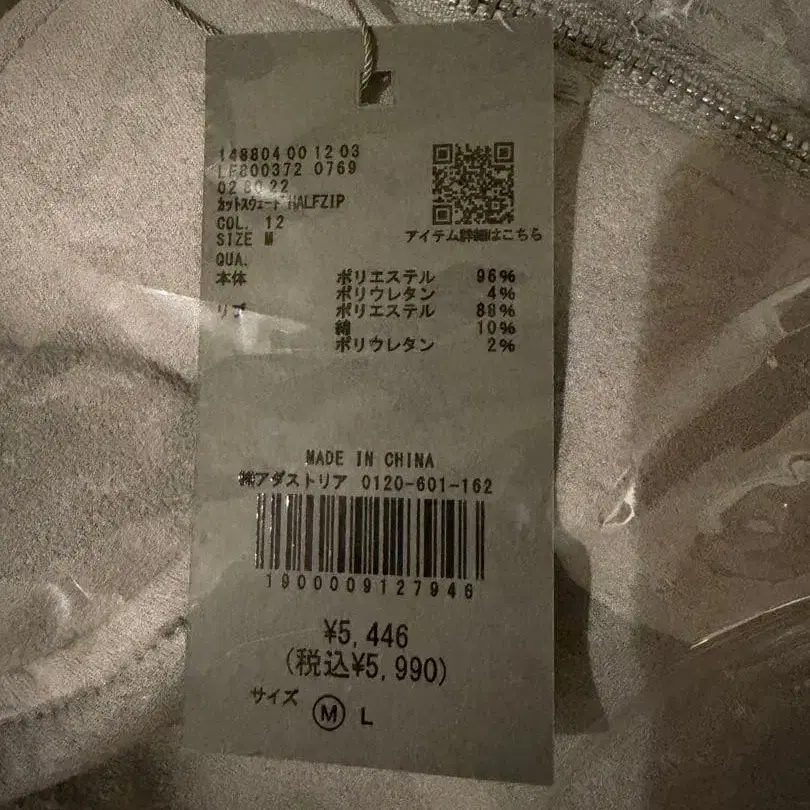 148804 00 12 03
LF800372 0769
02 80 22
カットスウェード HALFZIP
COL. 12
SIZE M
アイテム詳細はこちら
QUA.
本体 ポリエステル 96%
ポリウレタン 4%
リブ ポリエステル 88%
綿 10%
ポリウレタン 2%
MADE IN CHINA
㈱アダストリア 0120-601-162
1900009127946
¥5,446
(税込¥5,990)
サイズ M L